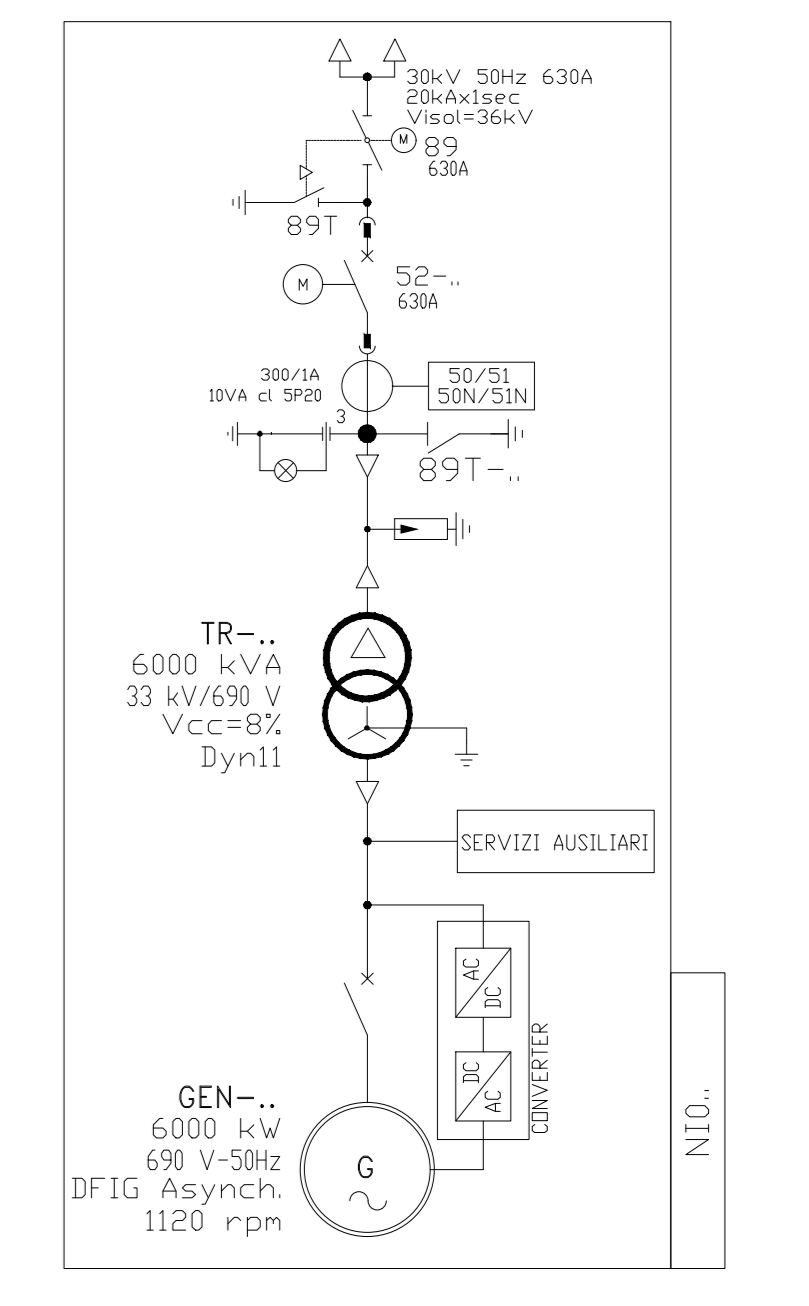 30kV 50Hz 630A
20kAx1sec
Visol=36kV
M
89
630A
89T
M
52-..
630A
300/1A
10VA cl 5P20
50/51
50N/51N
3
89T-..
TR-..
6000 kVA
33 kV/690 V
Vcc=8%
Dyn11
SERVIZI AUSILIARI
AC
DC
DC
AC
CONVERTER
GEN-..
6000 kW
690 V-50Hz
DFIG Asynch.
1120 rpm
G
NI0..